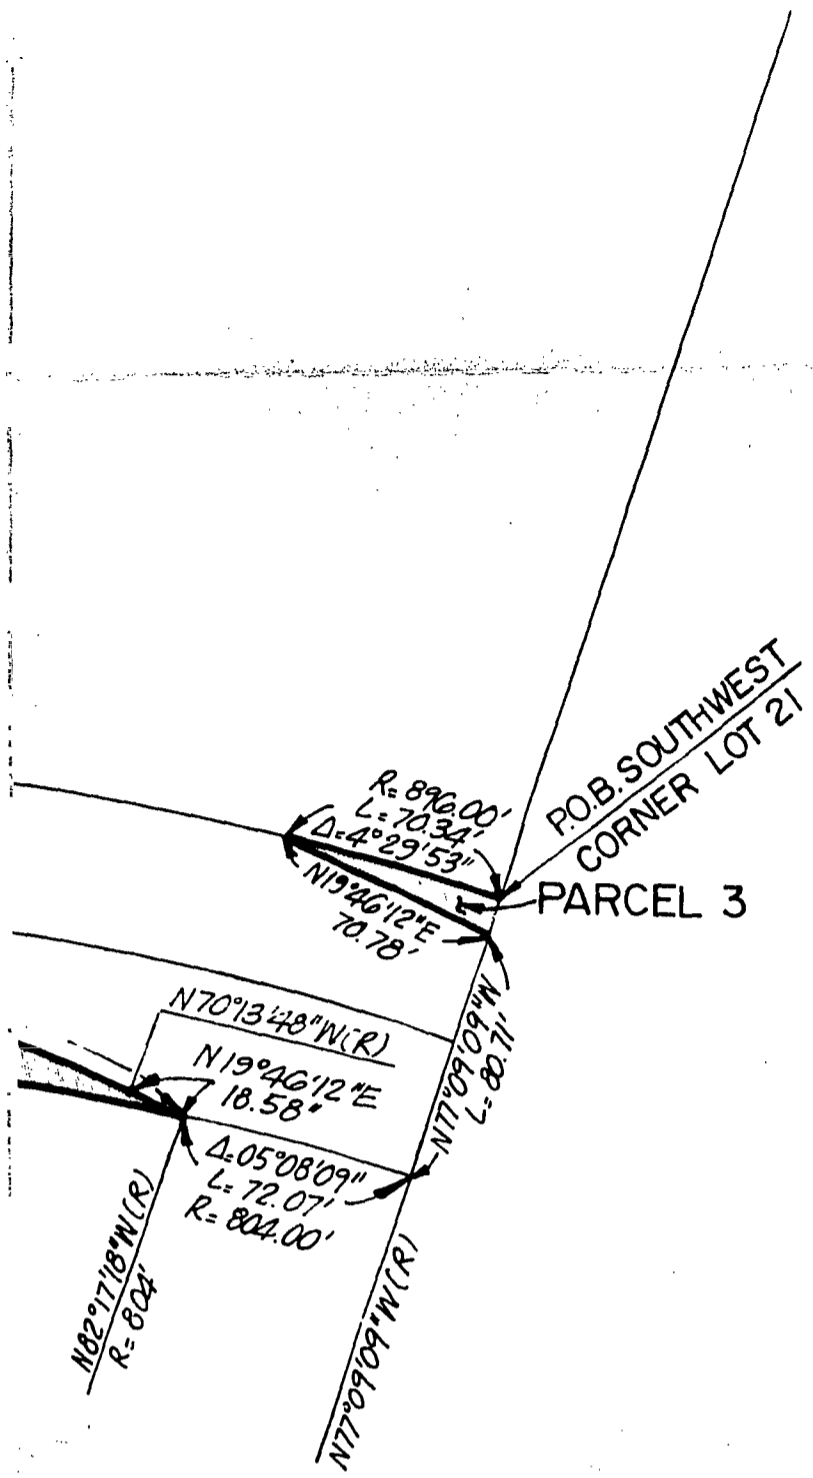 P.O.B. SOUTHWEST
CORNER LOT 21
R=896.00'
L=70.34'
Δ=4°29'53"
N19°46'12"E
70.78'
PARCEL 3
N77°09'09"W
L=80.71'
N70°13'48"W(R)
N19°46'12"E
18.58"
Δ=05°08'09"
L=72.07'
R=804.00'
N82°17'18"W(R)
R=804'
N77°09'09"W(R)